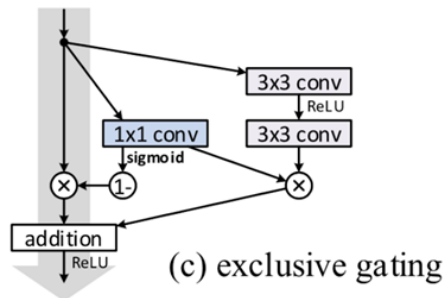 3x3 conv
ReLU
1x1 conv
3x3 conv
sigmoid
×
1-
×
addition
ReLU
(c) exclusive gating